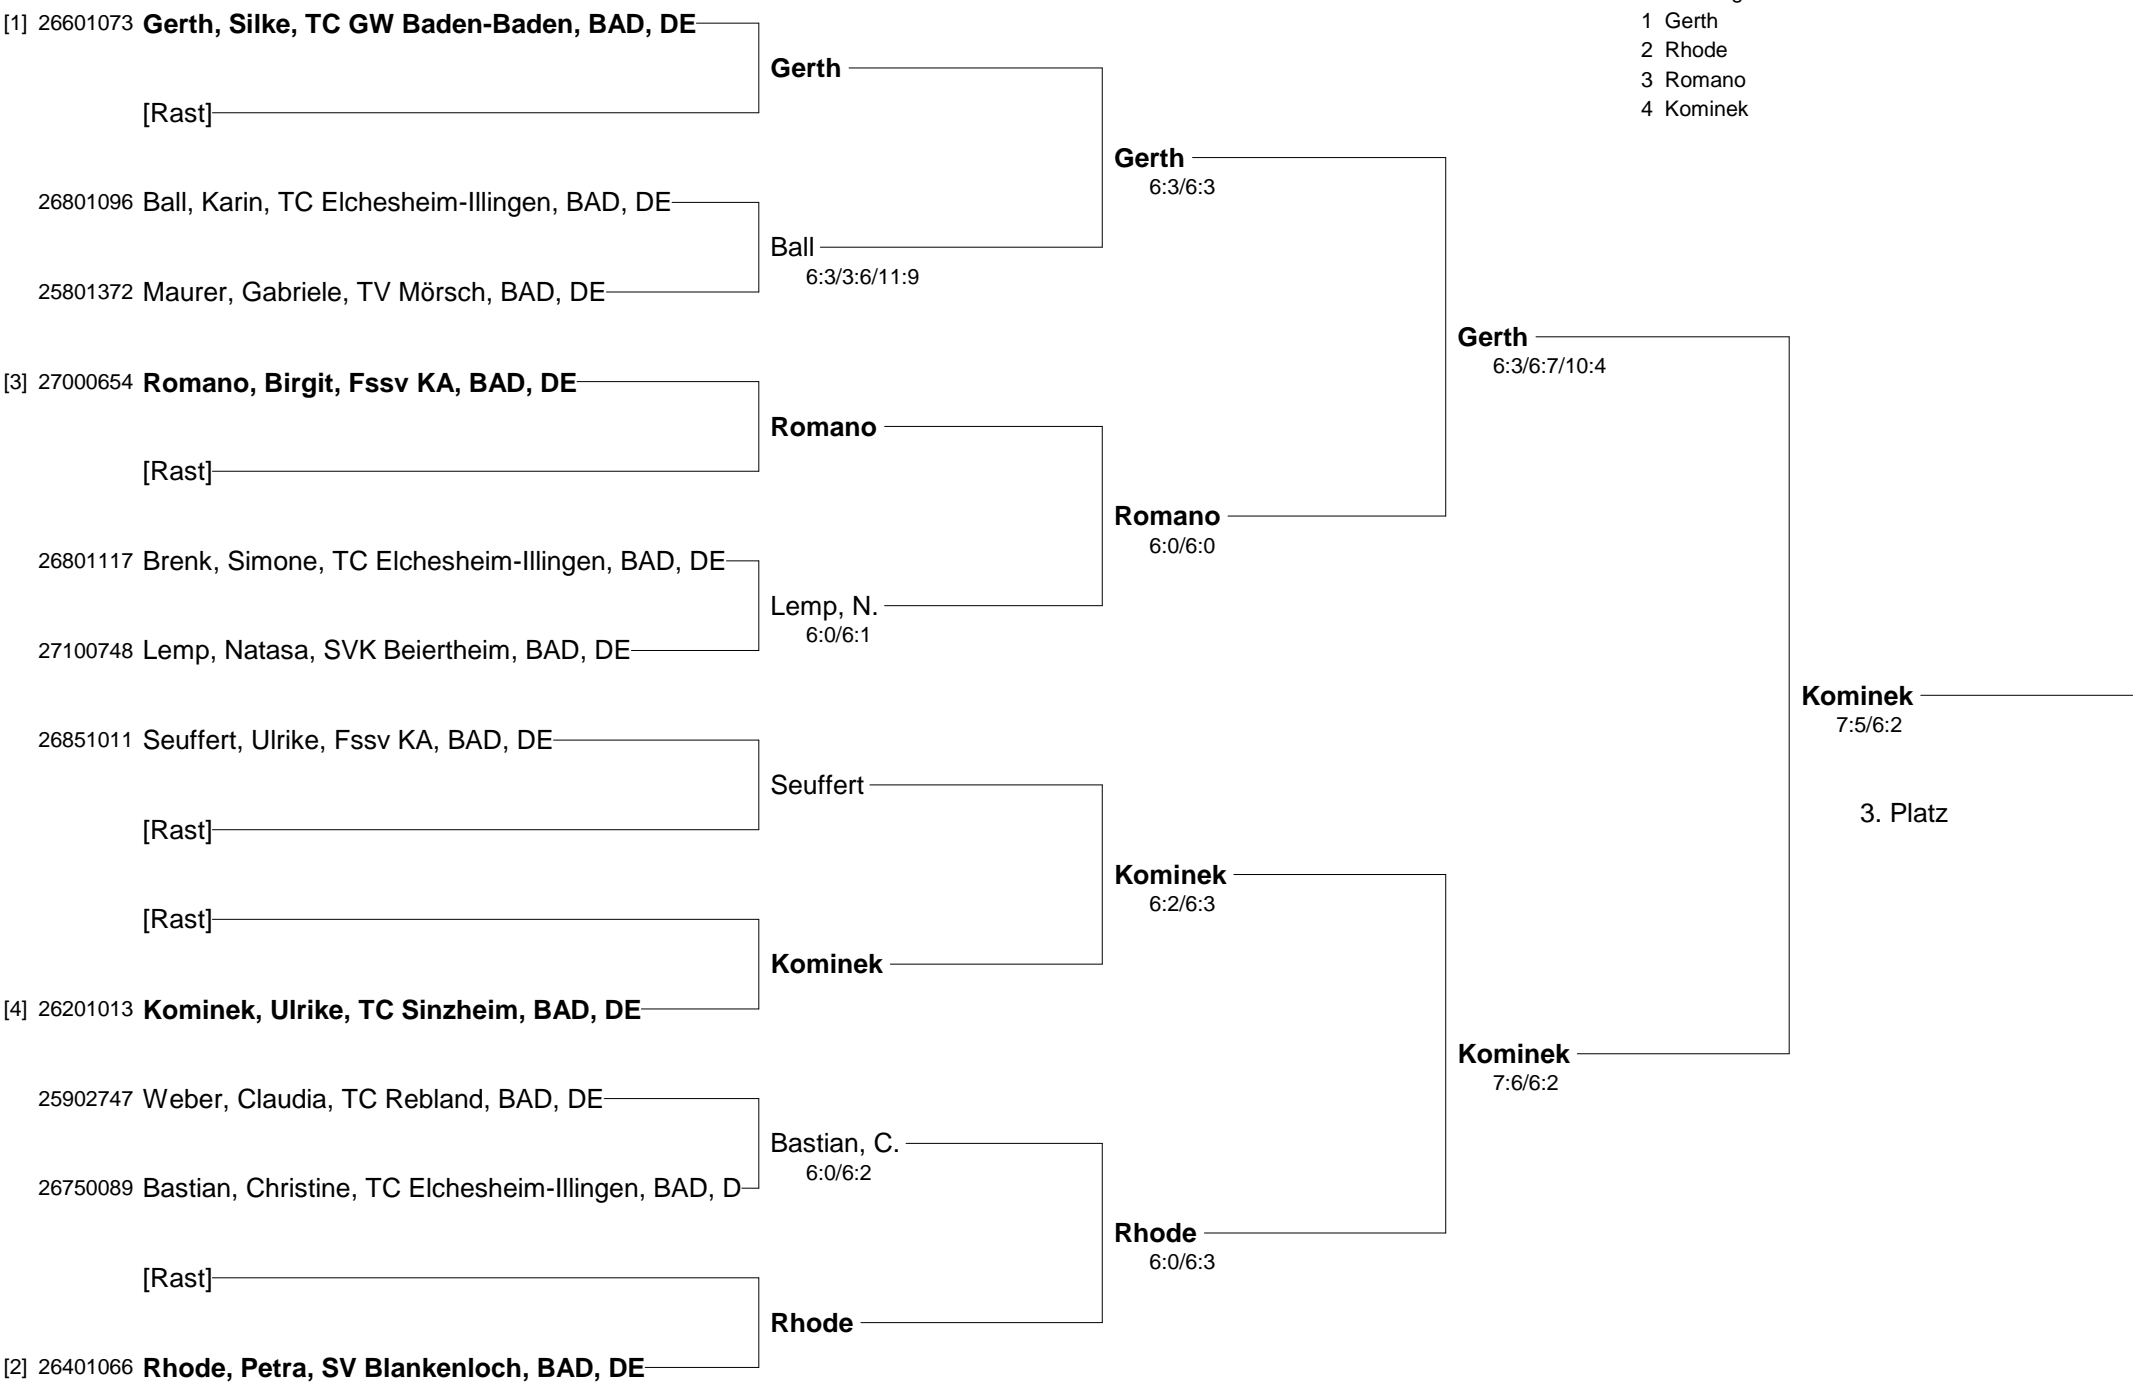 [1] 26601073 Gerth, Silke, TC GW Baden-Baden, BAD, DE
[Rast]
26801096 Ball, Karin, TC Elchesheim-Illingen, BAD, DE
25801372 Maurer, Gabriele, TV Mörsch, BAD, DE
[3] 27000654 Romano, Birgit, Fssv KA, BAD, DE
[Rast]
26801117 Brenk, Simone, TC Elchesheim-Illingen, BAD, DE
27100748 Lemp, Natasa, SVK Beiertheim, BAD, DE
26851011 Seuffert, Ulrike, Fssv KA, BAD, DE
[Rast]
[Rast]
[4] 26201013 Kominek, Ulrike, TC Sinzheim, BAD, DE
25902747 Weber, Claudia, TC Rebland, BAD, DE
26750089 Bastian, Christine, TC Elchesheim-Illingen, BAD, D
[Rast]
[2] 26401066 Rhode, Petra, SV Blankenloch, BAD, DE
Gerth
Ball
6:3/3:6/11:9
Romano
Lemp, N.
6:0/6:1
Seuffert
Kominek
Bastian, C.
6:0/6:2
Rhode
Gerth
6:3/6:3
Romano
6:0/6:0
Kominek
6:2/6:3
Rhode
6:0/6:3
Gerth
6:3/6:7/10:4
Kominek
7:6/6:2
Kominek
7:5/6:2
3. Platz
1 Gerth
2 Rhode
3 Romano
4 Kominek